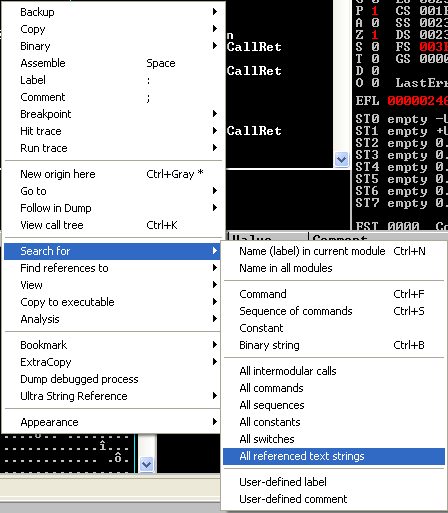 Backup
Copy
Binary
Assemble Space
Label :
Comment ;
Breakpoint
Hit trace
Run trace
New origin here Ctrl+Gray *
Go to
Follow in Dump
View call tree Ctrl+K
Search for
Find references to
View
Copy to executable
Analysis
Bookmark
ExtraCopy
Dump debugged process
Ultra String Reference
Appearance
n
CallRet
CallRet
CallRet
P 1 CS 001
A 0 SS 002
Z 1 DS 002
S 0 FS 003
T 0 GS 000
D 0
O 0 LastErr
EFL 0000024
ST0 empty -U
ST1 empty +U
ST2 empty 0.
ST3 empty 0.
ST4 empty 0.
ST5 empty 0.
ST6 empty 0.
ST7 empty 0.
FST 0000 Co
Value Comment
Name (label) in current module Ctrl+N
Name in all modules
Command Ctrl+F
Sequence of commands Ctrl+S
Constant
Binary string Ctrl+B
All intermodular calls
All commands
All sequences
All constants
All switches
All referenced text strings
User-defined label
User-defined comment